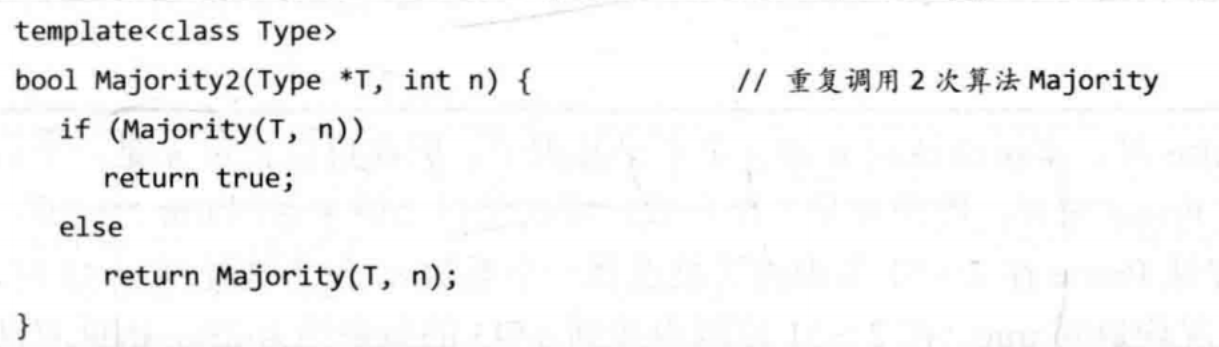 template<class Type>
bool Majority2(Type *T, int n) { // 重复调用 2 次算法 Majority
if (Majority(T, n))
return true;
else
return Majority(T, n);
}